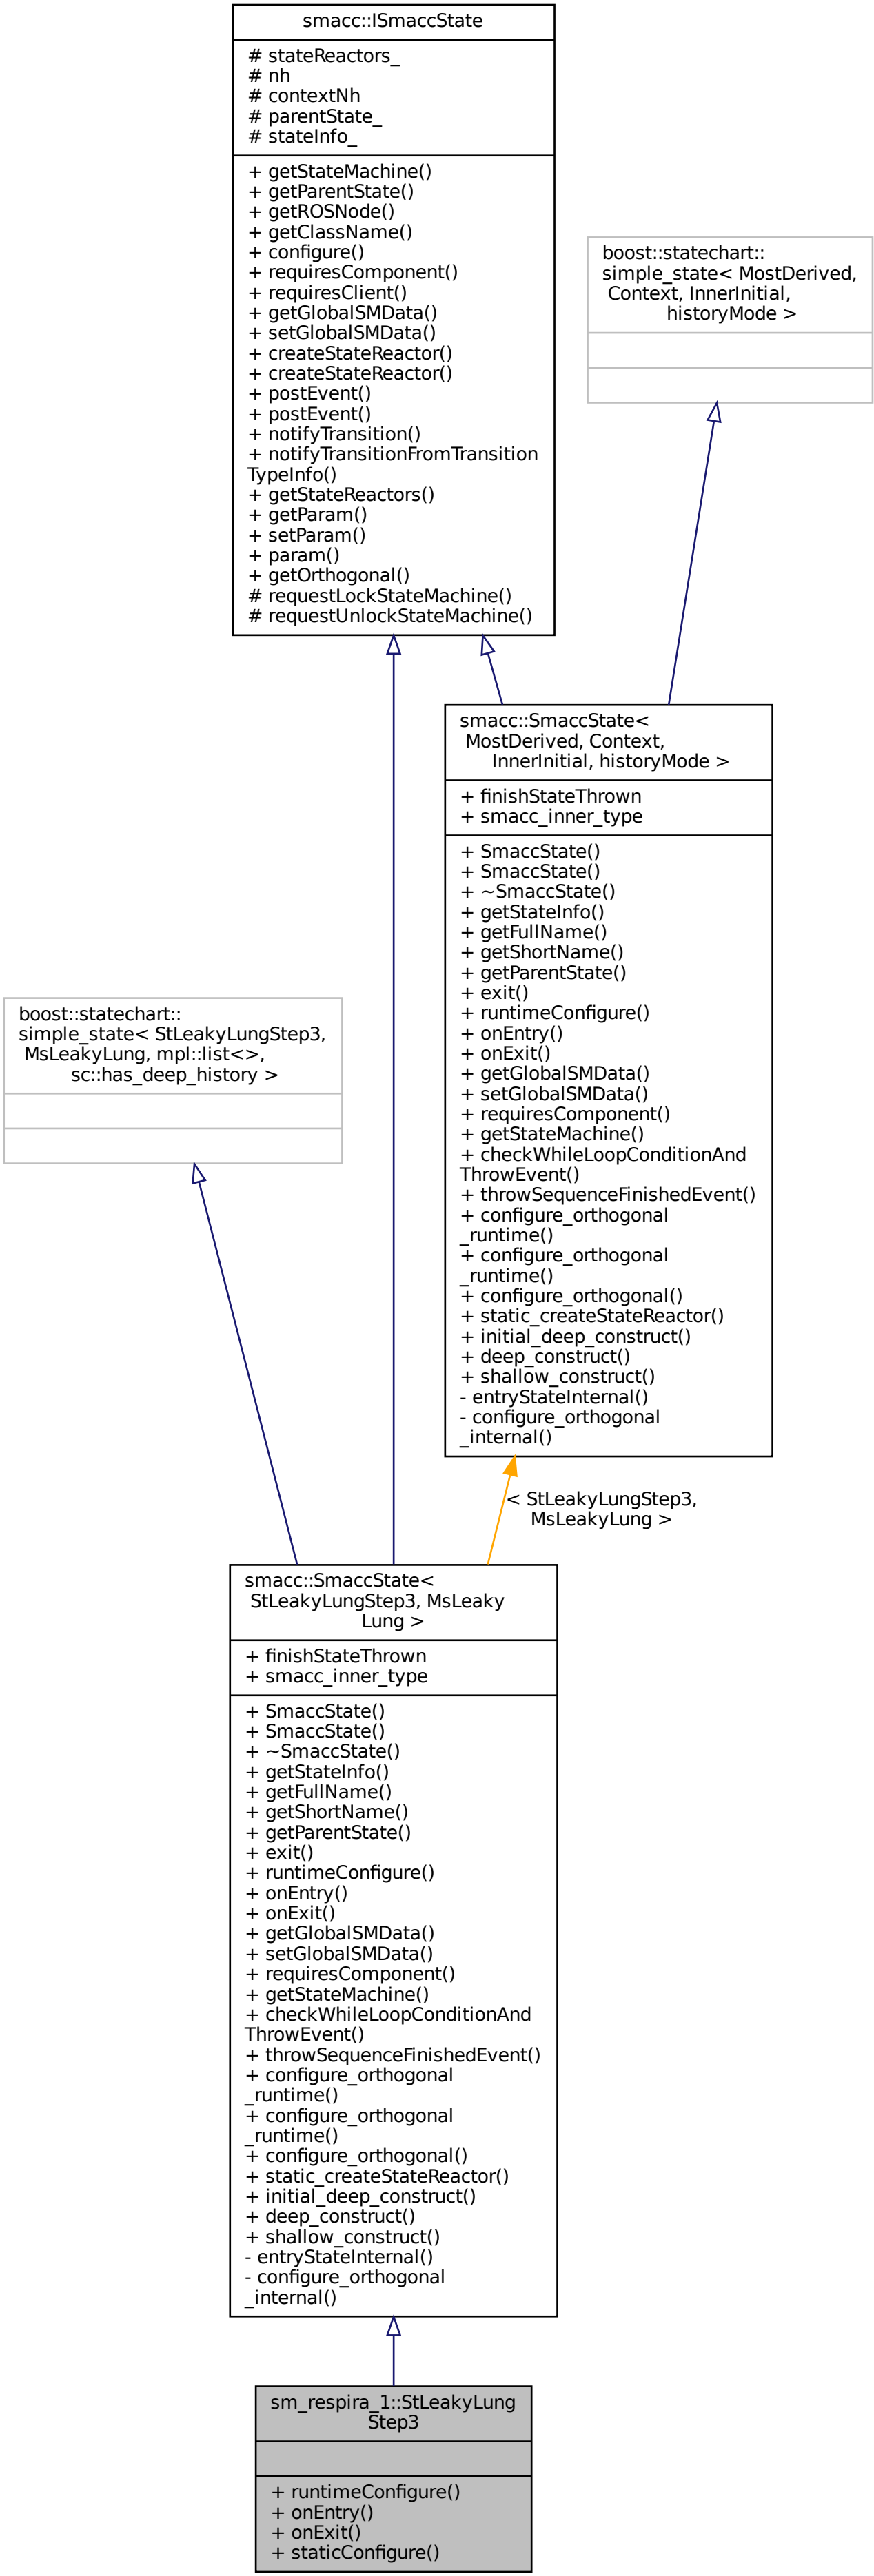 smacc::ISmaccState
# stateReactors_
# nh
# contextNh
# parentState_
# stateInfo_
+ getStateMachine()
+ getParentState()
+ getROSNode()
+ getClassName()
+ configure()
+ requiresComponent()
+ requiresClient()
+ getGlobalSMData()
+ setGlobalSMData()
+ createStateReactor()
+ createStateReactor()
+ postEvent()
+ postEvent()
+ notifyTransition()
+ notifyTransitionFromTransition
TypeInfo()
+ getStateReactors()
+ getParam()
+ setParam()
+ param()
+ getOrthogonal()
# requestLockStateMachine()
# requestUnlockStateMachine()
boost::statechart::
simple_state< MostDerived,
Context, InnerInitial,
historyMode >
smacc::SmaccState<
MostDerived, Context,
InnerInitial, historyMode >
+ finishStateThrown
+ smacc_inner_type
+ SmaccState()
+ SmaccState()
+ ~SmaccState()
+ getStateInfo()
+ getFullName()
+ getShortName()
+ getParentState()
+ exit()
+ runtimeConfigure()
+ onEntry()
+ onExit()
+ getGlobalSMData()
+ setGlobalSMData()
+ requiresComponent()
+ getStateMachine()
+ checkWhileLoopConditionAnd
ThrowEvent()
+ throwSequenceFinishedEvent()
+ configure_orthogonal
_runtime()
+ configure_orthogonal
_runtime()
+ configure_orthogonal()
+ static_createStateReactor()
+ initial_deep_construct()
+ deep_construct()
+ shallow_construct()
- entryStateInternal()
- configure_orthogonal
_internal()
boost::statechart::
simple_state< StLeakyLungStep3,
MsLeakyLung, mpl::list<>,
sc::has_deep_history >
< StLeakyLungStep3,
MsLeakyLung >
smacc::SmaccState<
StLeakyLungStep3, MsLeaky
Lung >
+ finishStateThrown
+ smacc_inner_type
+ SmaccState()
+ SmaccState()
+ ~SmaccState()
+ getStateInfo()
+ getFullName()
+ getShortName()
+ getParentState()
+ exit()
+ runtimeConfigure()
+ onEntry()
+ onExit()
+ getGlobalSMData()
+ setGlobalSMData()
+ requiresComponent()
+ getStateMachine()
+ checkWhileLoopConditionAnd
ThrowEvent()
+ throwSequenceFinishedEvent()
+ configure_orthogonal
_runtime()
+ configure_orthogonal
_runtime()
+ configure_orthogonal()
+ static_createStateReactor()
+ initial_deep_construct()
+ deep_construct()
+ shallow_construct()
- entryStateInternal()
- configure_orthogonal
_internal()
sm_respira_1::StLeakyLung
Step3
+ runtimeConfigure()
+ onEntry()
+ onExit()
+ staticConfigure()